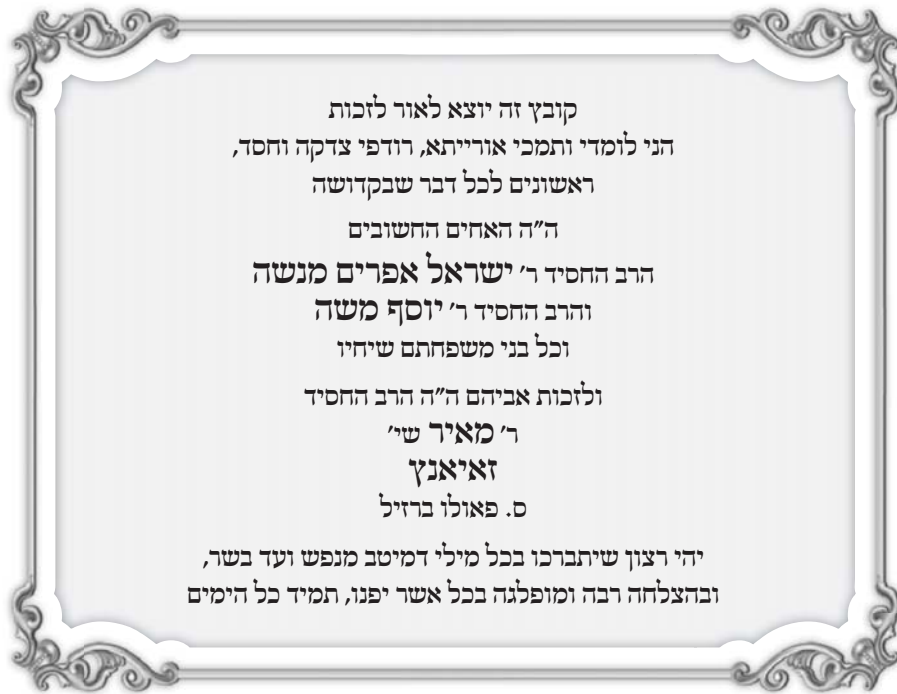 קובץ זה יוצא לאור לזכות
הני לומדי ותמכי אורייתא, רודפי צדקה וחסד,
ראשונים לכל דבר שבקדושה
ה״ה האחים החשובים
הרב החסיד ר׳ ישראל אפרים מנשה
והרב החסיד ר׳ יוסף משה
וכל בני משפחתם שיחיו
ולזכות אביהם ה״ה הרב החסיד
ר׳ מאיר שי׳
זאיאנץ
ס. פאולו ברזיל
יהי רצון שיתברכו בכל מילי דמיטב מנפש ועד בשר,
ובהצלחה רבה ומופלגה בכל אשר יפנו, תמיד כל הימים